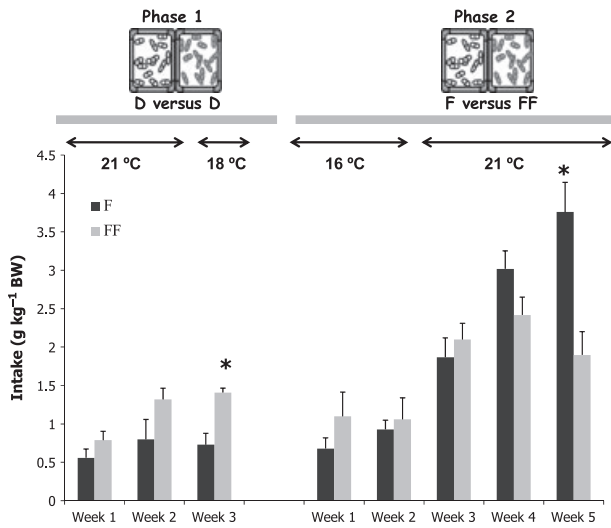 Phase 1
Phase 2
D versus D
F versus FF
21 ºC
18 ºC
16 ºC
21 ºC
4.5
4
3.5
3
2.5
2
1.5
1
0.5
0
Intake (g kg⁻¹ BW)
F
FF
*
*
Week 1 Week 2 Week 3 Week 1 Week 2 Week 3 Week 4 Week 5